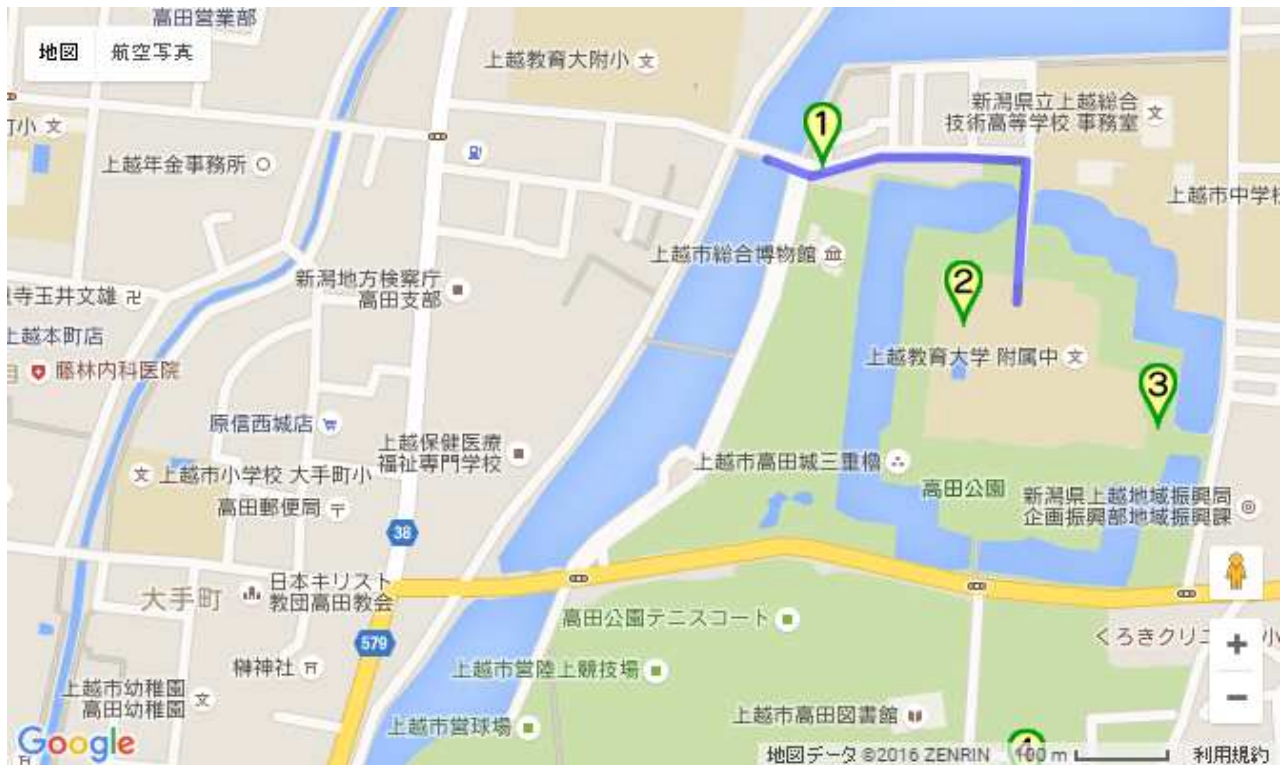 高田営業部
地図
航空写真
上越教育大附小
新潟県立上越総合
技術高等学校 事務室
1
上越年金事務所
上越市中学校
上越市総合博物館
新潟地方検察庁
高田支部
2
寺玉井文雄
上越本町店
上越教育大学 附属中
藤林内科医院
3
原信西城店
上越保健医療
福祉専門学校
上越市高田城三重櫓
上越市小学校 大手町小
高田公園
新潟県上越地域振興局
企画振興部地域振興課
高田郵便局
38
日本キリスト
教団高田教会
大手町
高田公園テニスコート
579
くろきクリニ
小
榊神社
上越市営陸上競技場
上越市幼稚園
高田幼稚園
上越市営球場
上越市高田図書館
4
Google
地図データ ©2016 ZENRIN
100 m
利用規約